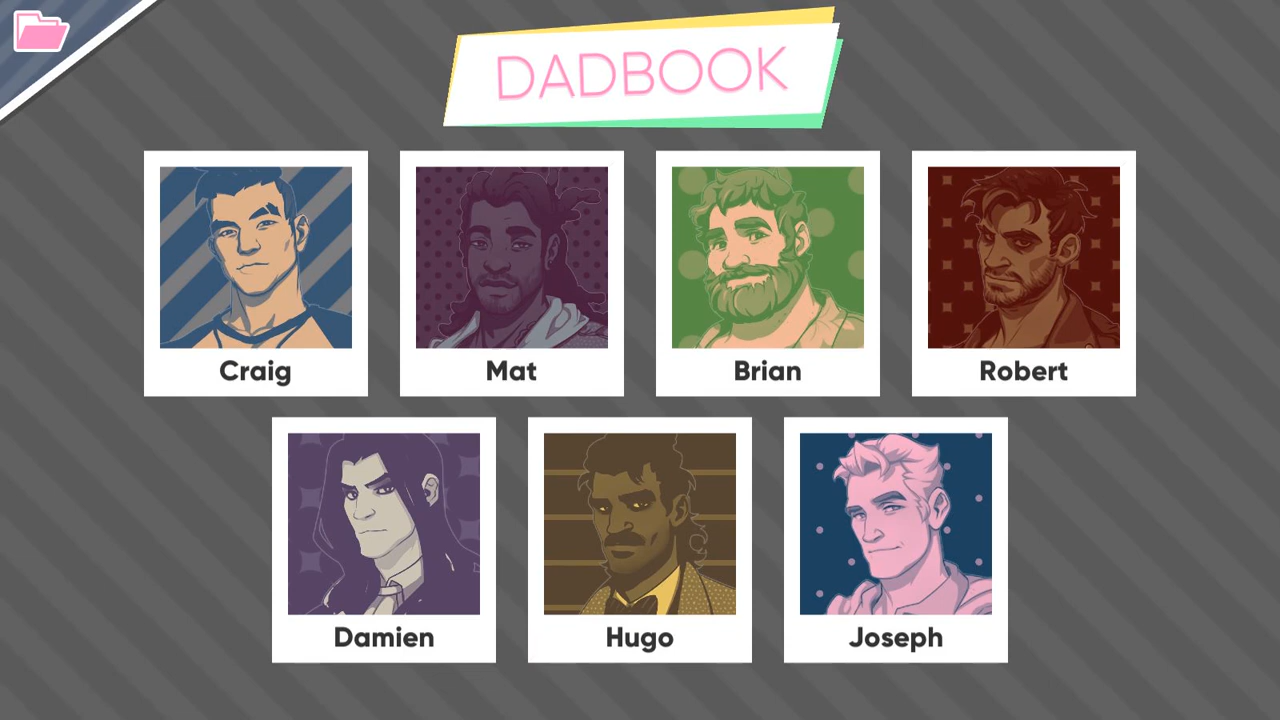 DADBOOK
Craig
Mat
Brian
Robert
Damien
Hugo
Joseph